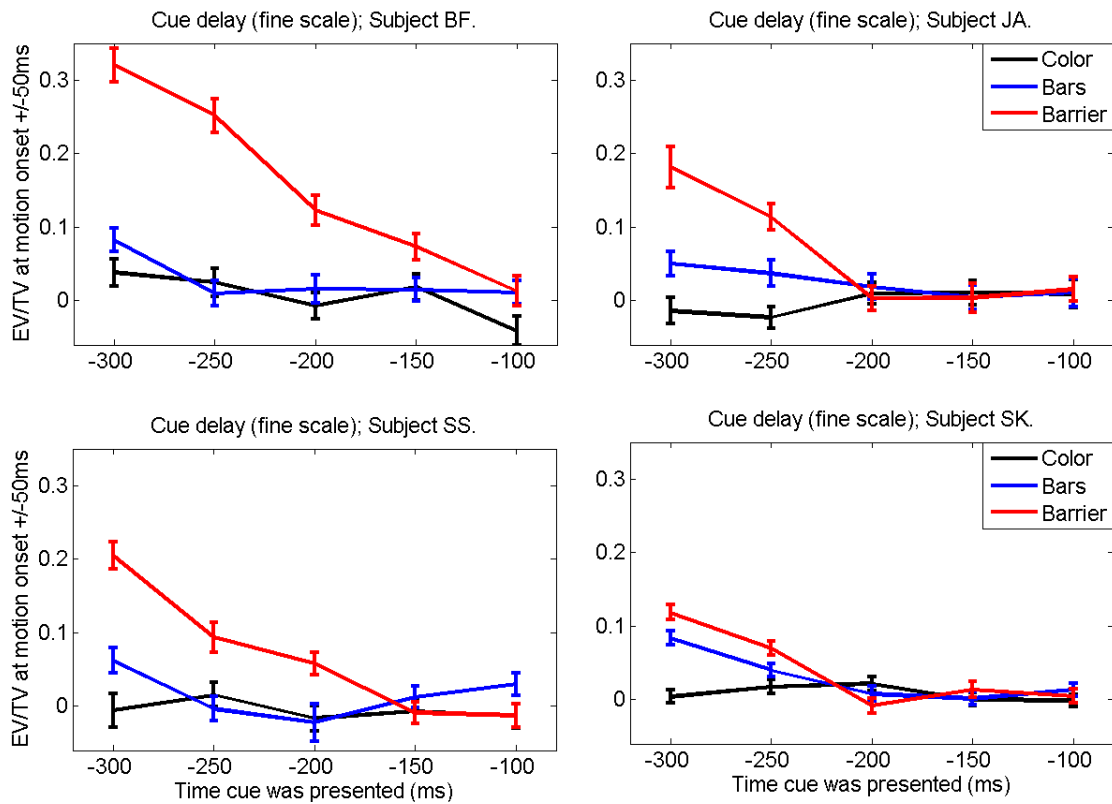 Cue delay (fine scale); Subject BF.
EV/TV at motion onset +/-50ms
0.3
0.2
0.1
0
-300 -250 -200 -150 -100
Cue delay (fine scale); Subject JA.
Color
Bars
Barrier
0.3
0.2
0.1
0
-300 -250 -200 -150 -100
Cue delay (fine scale); Subject SS.
EV/TV at motion onset +/-50ms
0.3
0.2
0.1
0
-300 -250 -200 -150 -100
Time cue was presented (ms)
Cue delay (fine scale); Subject SK.
Color
Bars
Barrier
0.3
0.2
0.1
0
-300 -250 -200 -150 -100
Time cue was presented (ms)